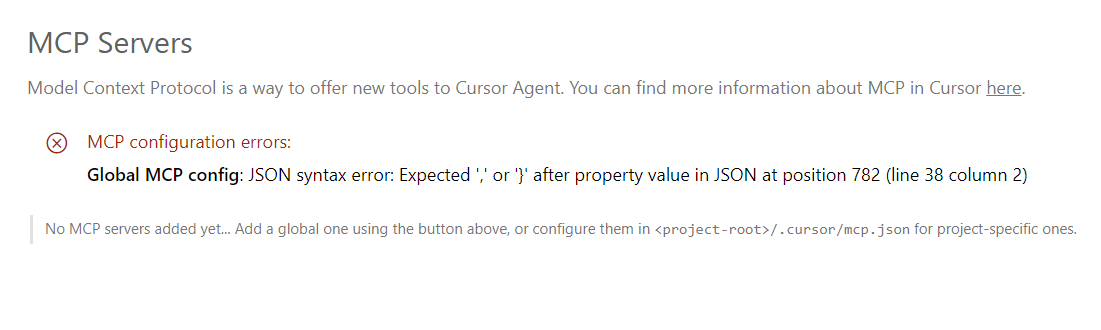 MCP Servers
Model Context Protocol is a way to offer new tools to Cursor Agent. You can find more information about MCP in Cursor here.
MCP configuration errors:
Global MCP config: JSON syntax error: Expected ',' or '}' after property value in JSON at position 782 (line 38 column 2)
No MCP servers added yet... Add a global one using the button above, or configure them in <project-root>/.cursor/mcp.json for project-specific ones.